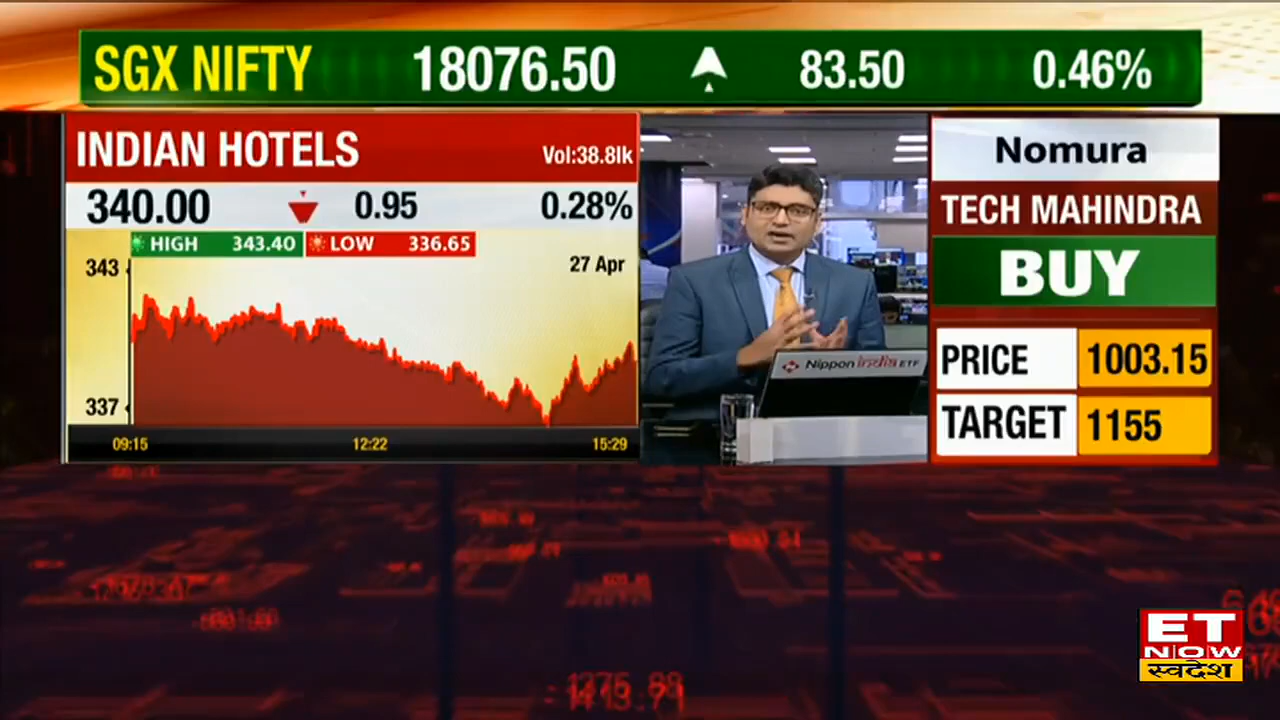 SGX NIFTY 18076.50 83.50 0.46%
INDIAN HOTELS Vol:38.8lk
340.00 0.95 0.28%
HIGH 343.40 LOW 336.65
27 Apr
343
337
09:15 12:22 15:29
Nippon india ETF
Nomura
TECH MAHINDRA
BUY
PRICE 1003.15
TARGET 1155
ET
NOW
स्वदेश